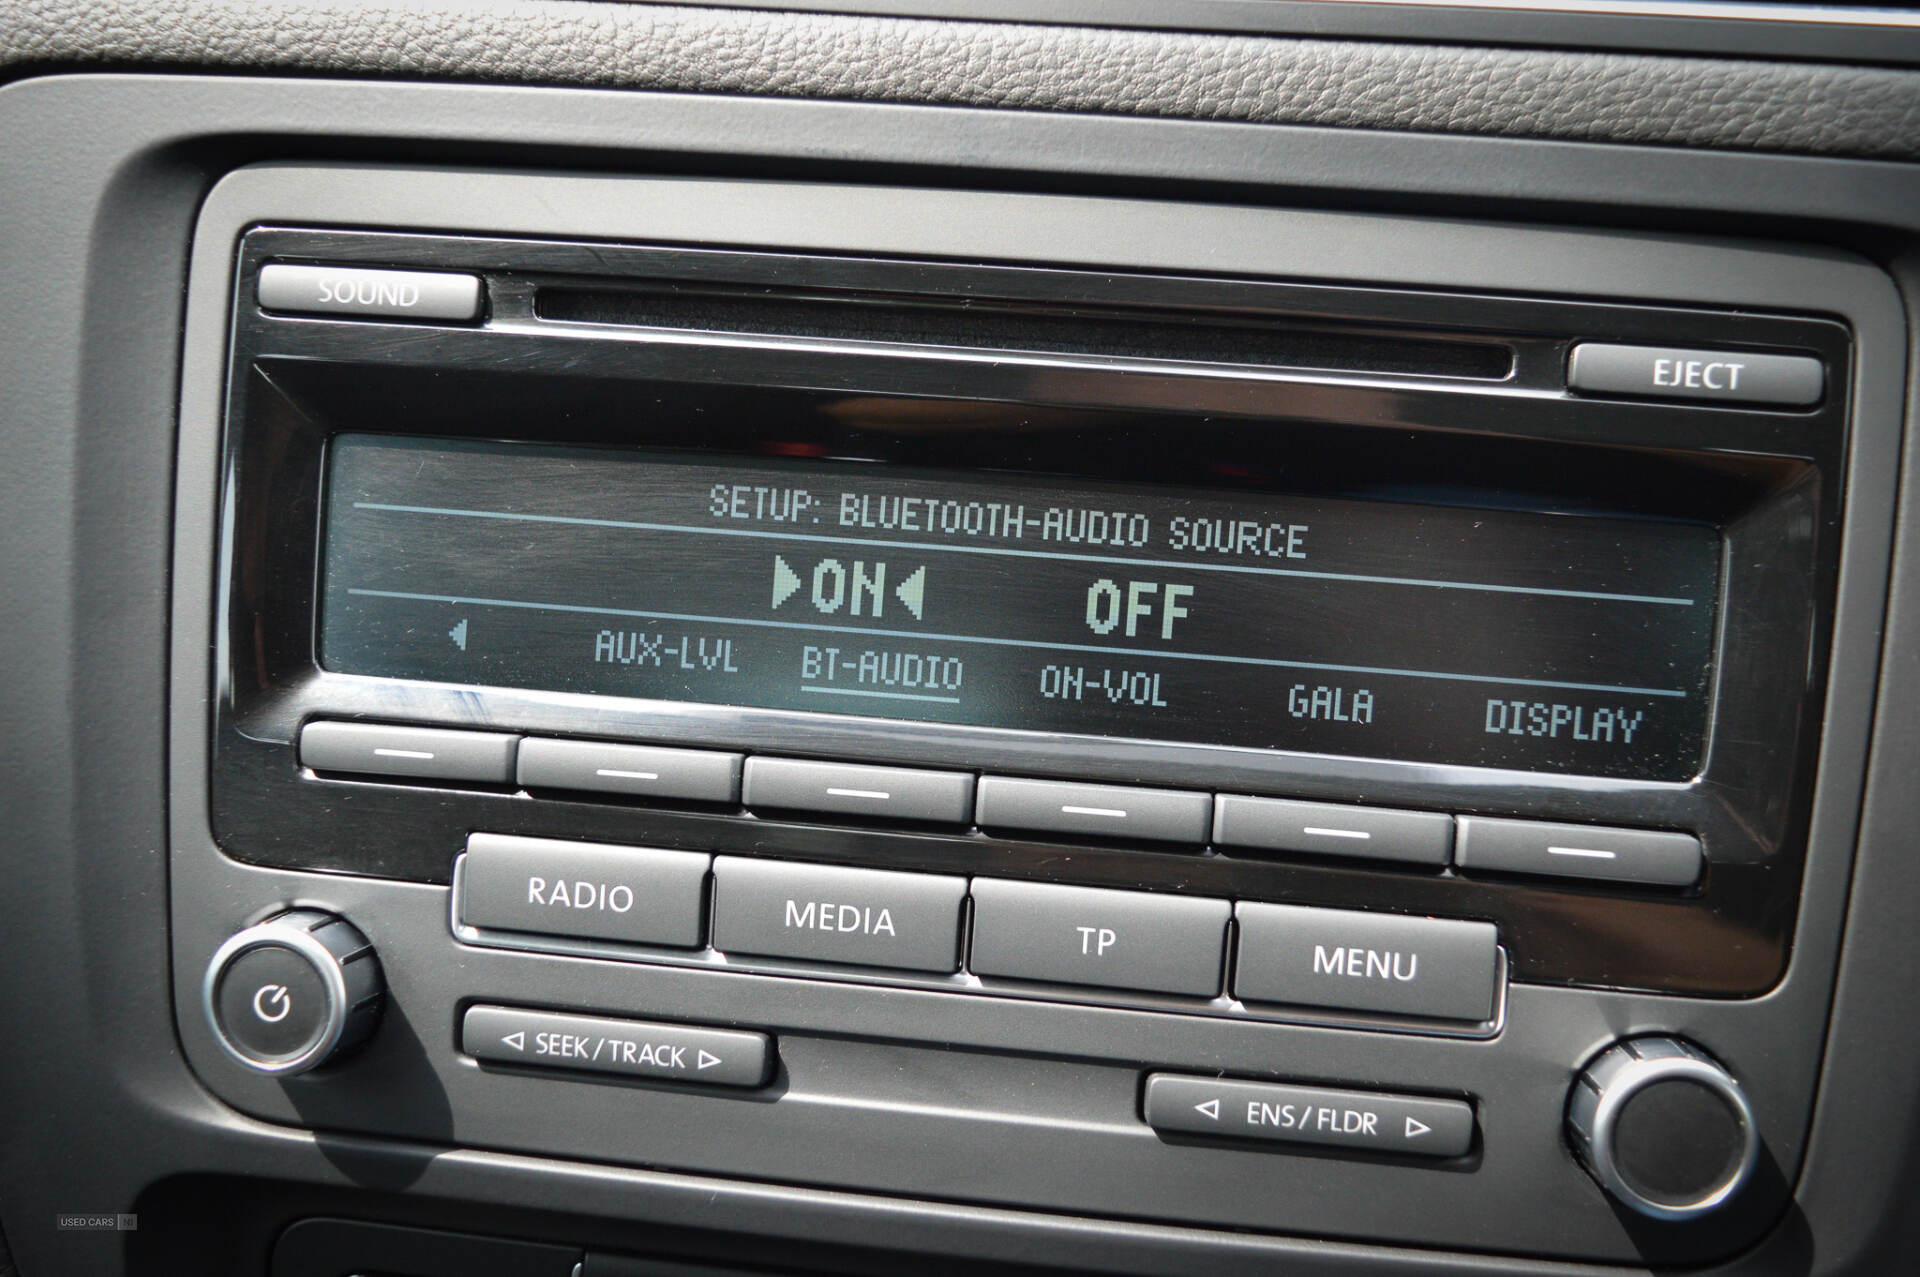 SOUND
EJECT
SETUP: BLUETOOTH-AUDIO SOURCE
ON OFF
AUX-LVL BT-AUDIO ON-VOL GALA DISPLAY
RADIO MEDIA TP MENU
SEEK/TRACK
ENS/FLDR
USED CARS NI